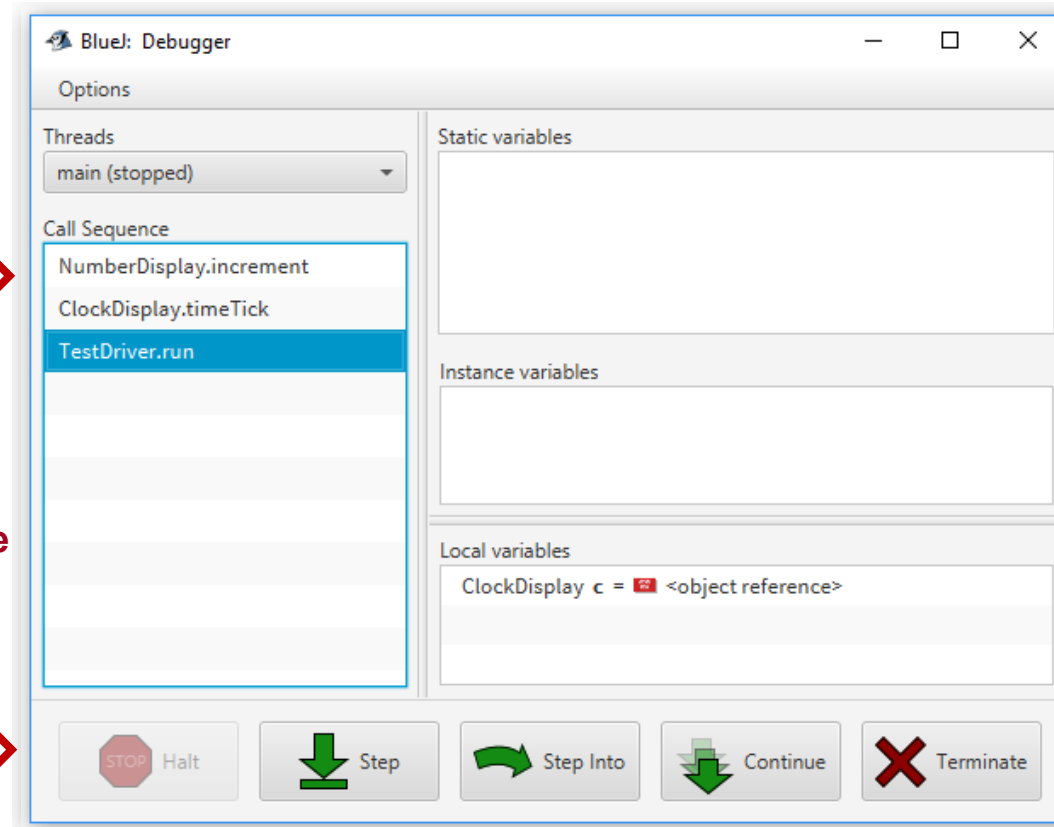 BlueJ: Debugger
Options
Threads
main (stopped)
Call Sequence
NumberDisplay.increment
ClockDisplay.timeTick
TestDriver.run
Static variables
Instance variables
e
Local variables
ClockDisplay c = <object reference>
STOP Halt
Step
Step Into
Continue
Terminate